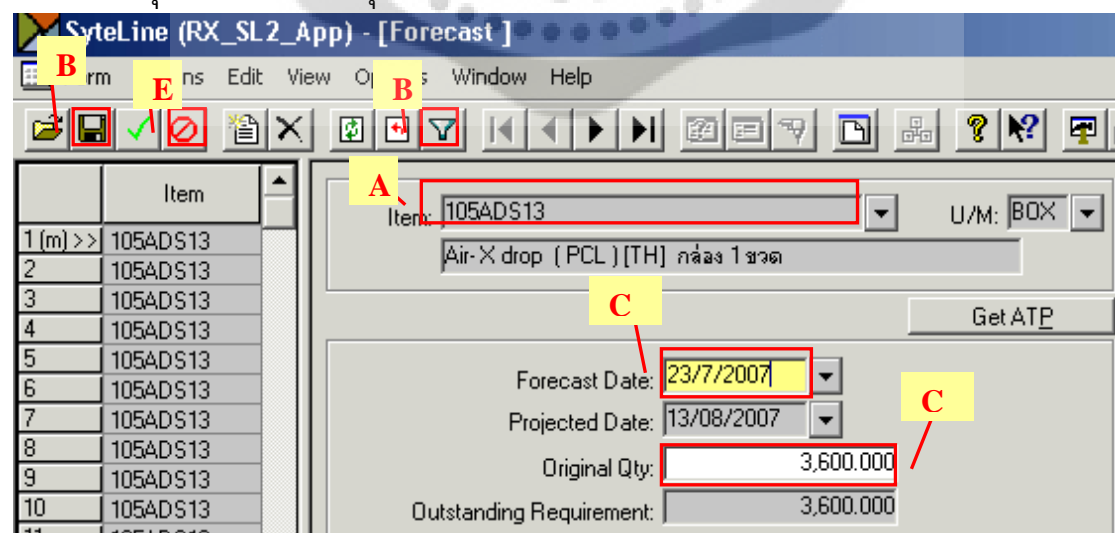 SyteLine (RX_SL2_App) - [Forecast ]
B
E
B
Edit View Window Help
Item
A
Item: 105ADS13
U/M: BOX
Air-X drop ( PCL ) [TH] กล่อง 1 ขวด
1 (m) >> 105ADS13
2 105ADS13
3 105ADS13
4 105ADS13
5 105ADS13
6 105ADS13
7 105ADS13
8 105ADS13
9 105ADS13
10 105ADS13
C
Get ATP
Forecast Date: 23/7/2007
C
Projected Date: 13/08/2007
Original Qty: 3,600.000
Outstanding Requirement: 3,600.000